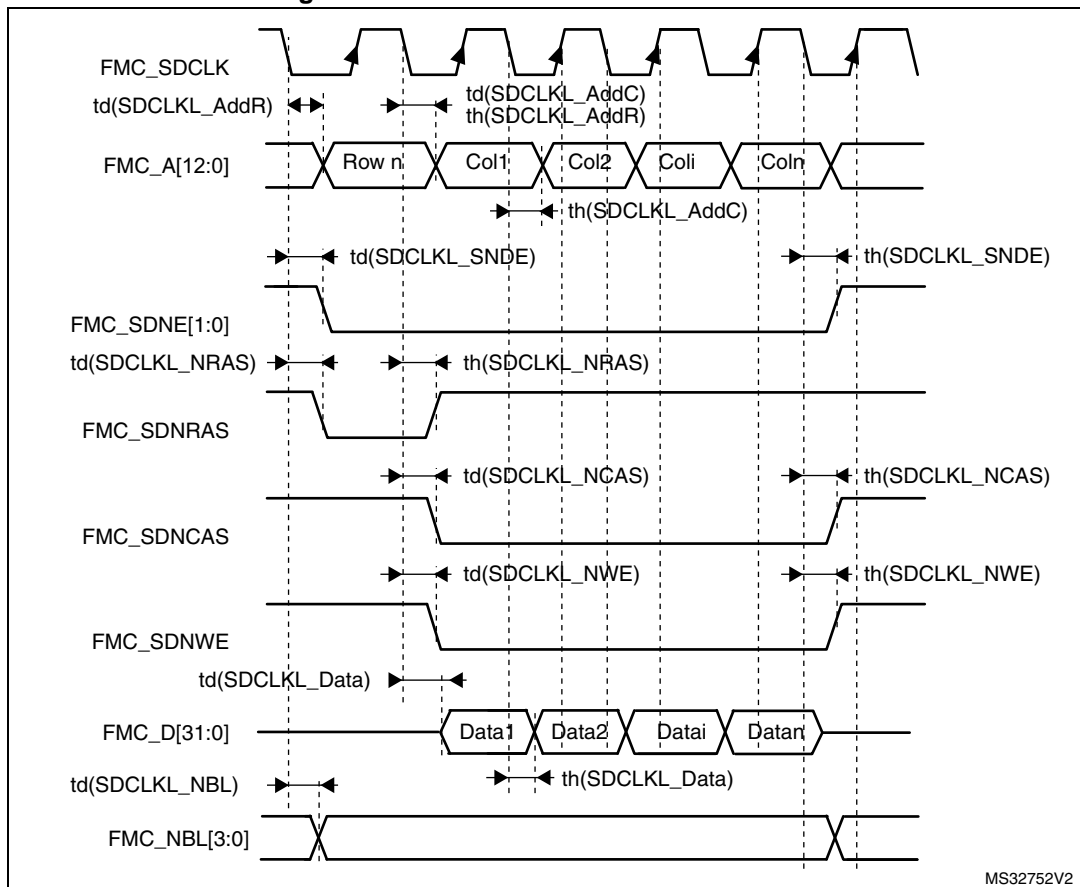 FMC_SDCLK
td(SDCLKL_AddR)
td(SDCLKL_AddC)
th(SDCLKL_AddR)
FMC_A[12:0]
Row n
Col1
Col2
Coli
Coln
th(SDCLKL_AddC)
td(SDCLKL_SNDE)
th(SDCLKL_SNDE)
FMC_SDNE[1:0]
td(SDCLKL_NRAS)
th(SDCLKL_NRAS)
FMC_SDNRAS
td(SDCLKL_NCAS)
th(SDCLKL_NCAS)
FMC_SDNCAS
td(SDCLKL_NWE)
th(SDCLKL_NWE)
FMC_SDNWE
td(SDCLKL_Data)
FMC_D[31:0]
Data1
Data2
Datai
Datan
th(SDCLKL_Data)
td(SDCLKL_NBL)
FMC_NBL[3:0]
MS32752V2